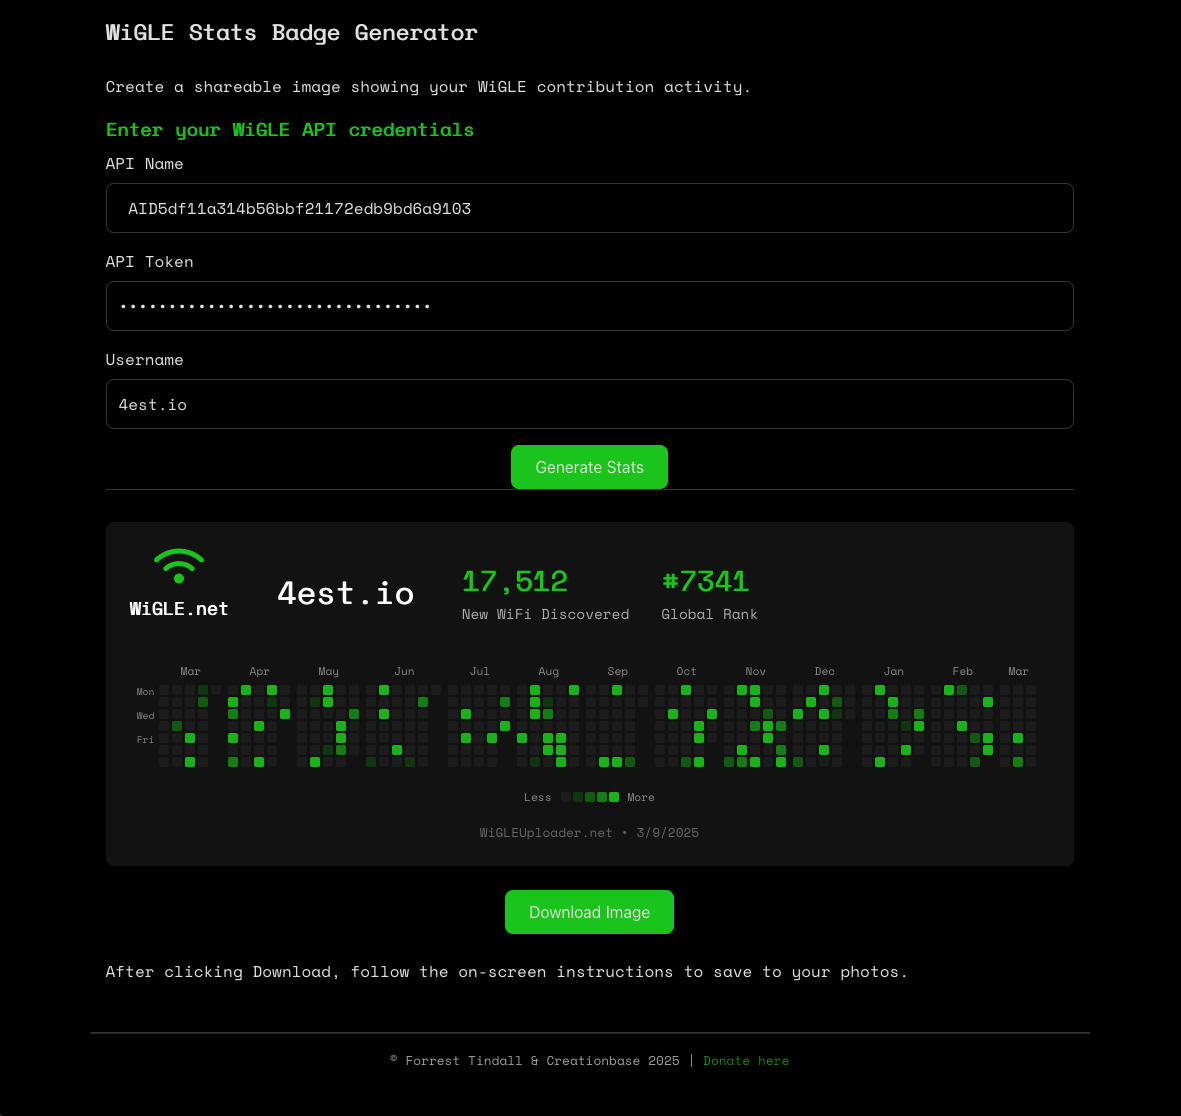 WiGLE Stats Badge Generator
Create a shareable image showing your WiGLE contribution activity.
Enter your WiGLE API credentials
API Name
AID5df11a314b56bbf21172edb9bd6a9103
API Token
••••••••••••••••••••••••••••••••
Username
4est.io
Generate Stats
WiGLE.net
4est.io
17,512
New WiFi Discovered
#7341
Global Rank
Mar Apr May Jun Jul Aug Sep Oct Nov Dec Jan Feb Mar
Mon
Wed
Fri
Less More
WiGLEUploader.net • 3/9/2025
Download Image
After clicking Download, follow the on-screen instructions to save to your photos.
© Forrest Tindall & Creationbase 2025 | Donate here